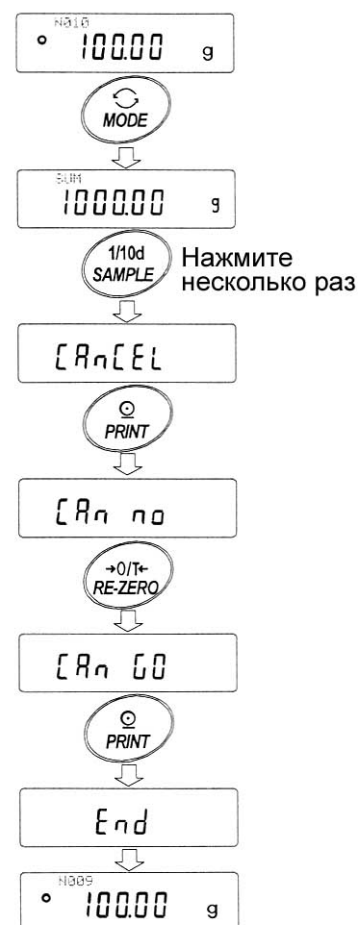 N010
100.00 g
MODE
SUM
1000.00 g
1/10d
SAMPLE
Нажмите
несколько раз
CAnCEL
PRINT
CAn no
→0/T←
RE-ZERO
CAn GO
PRINT
End
N009
100.00 g